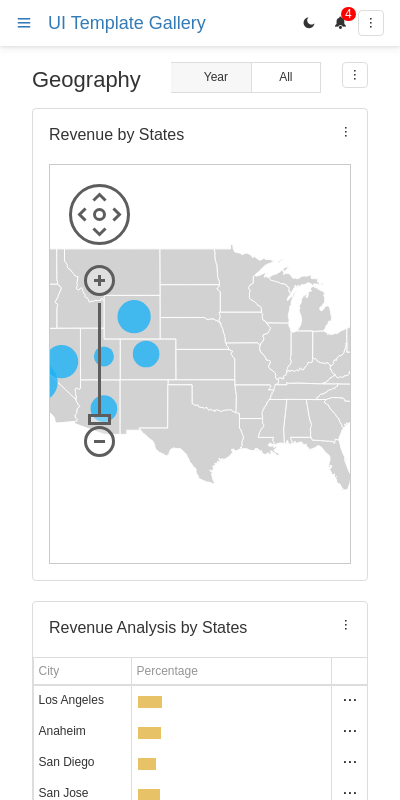 UI Template Gallery
4
Geography
Year
All
Revenue by States
Revenue Analysis by States
City
Percentage
Los Angeles
Anaheim
San Diego
San Jose